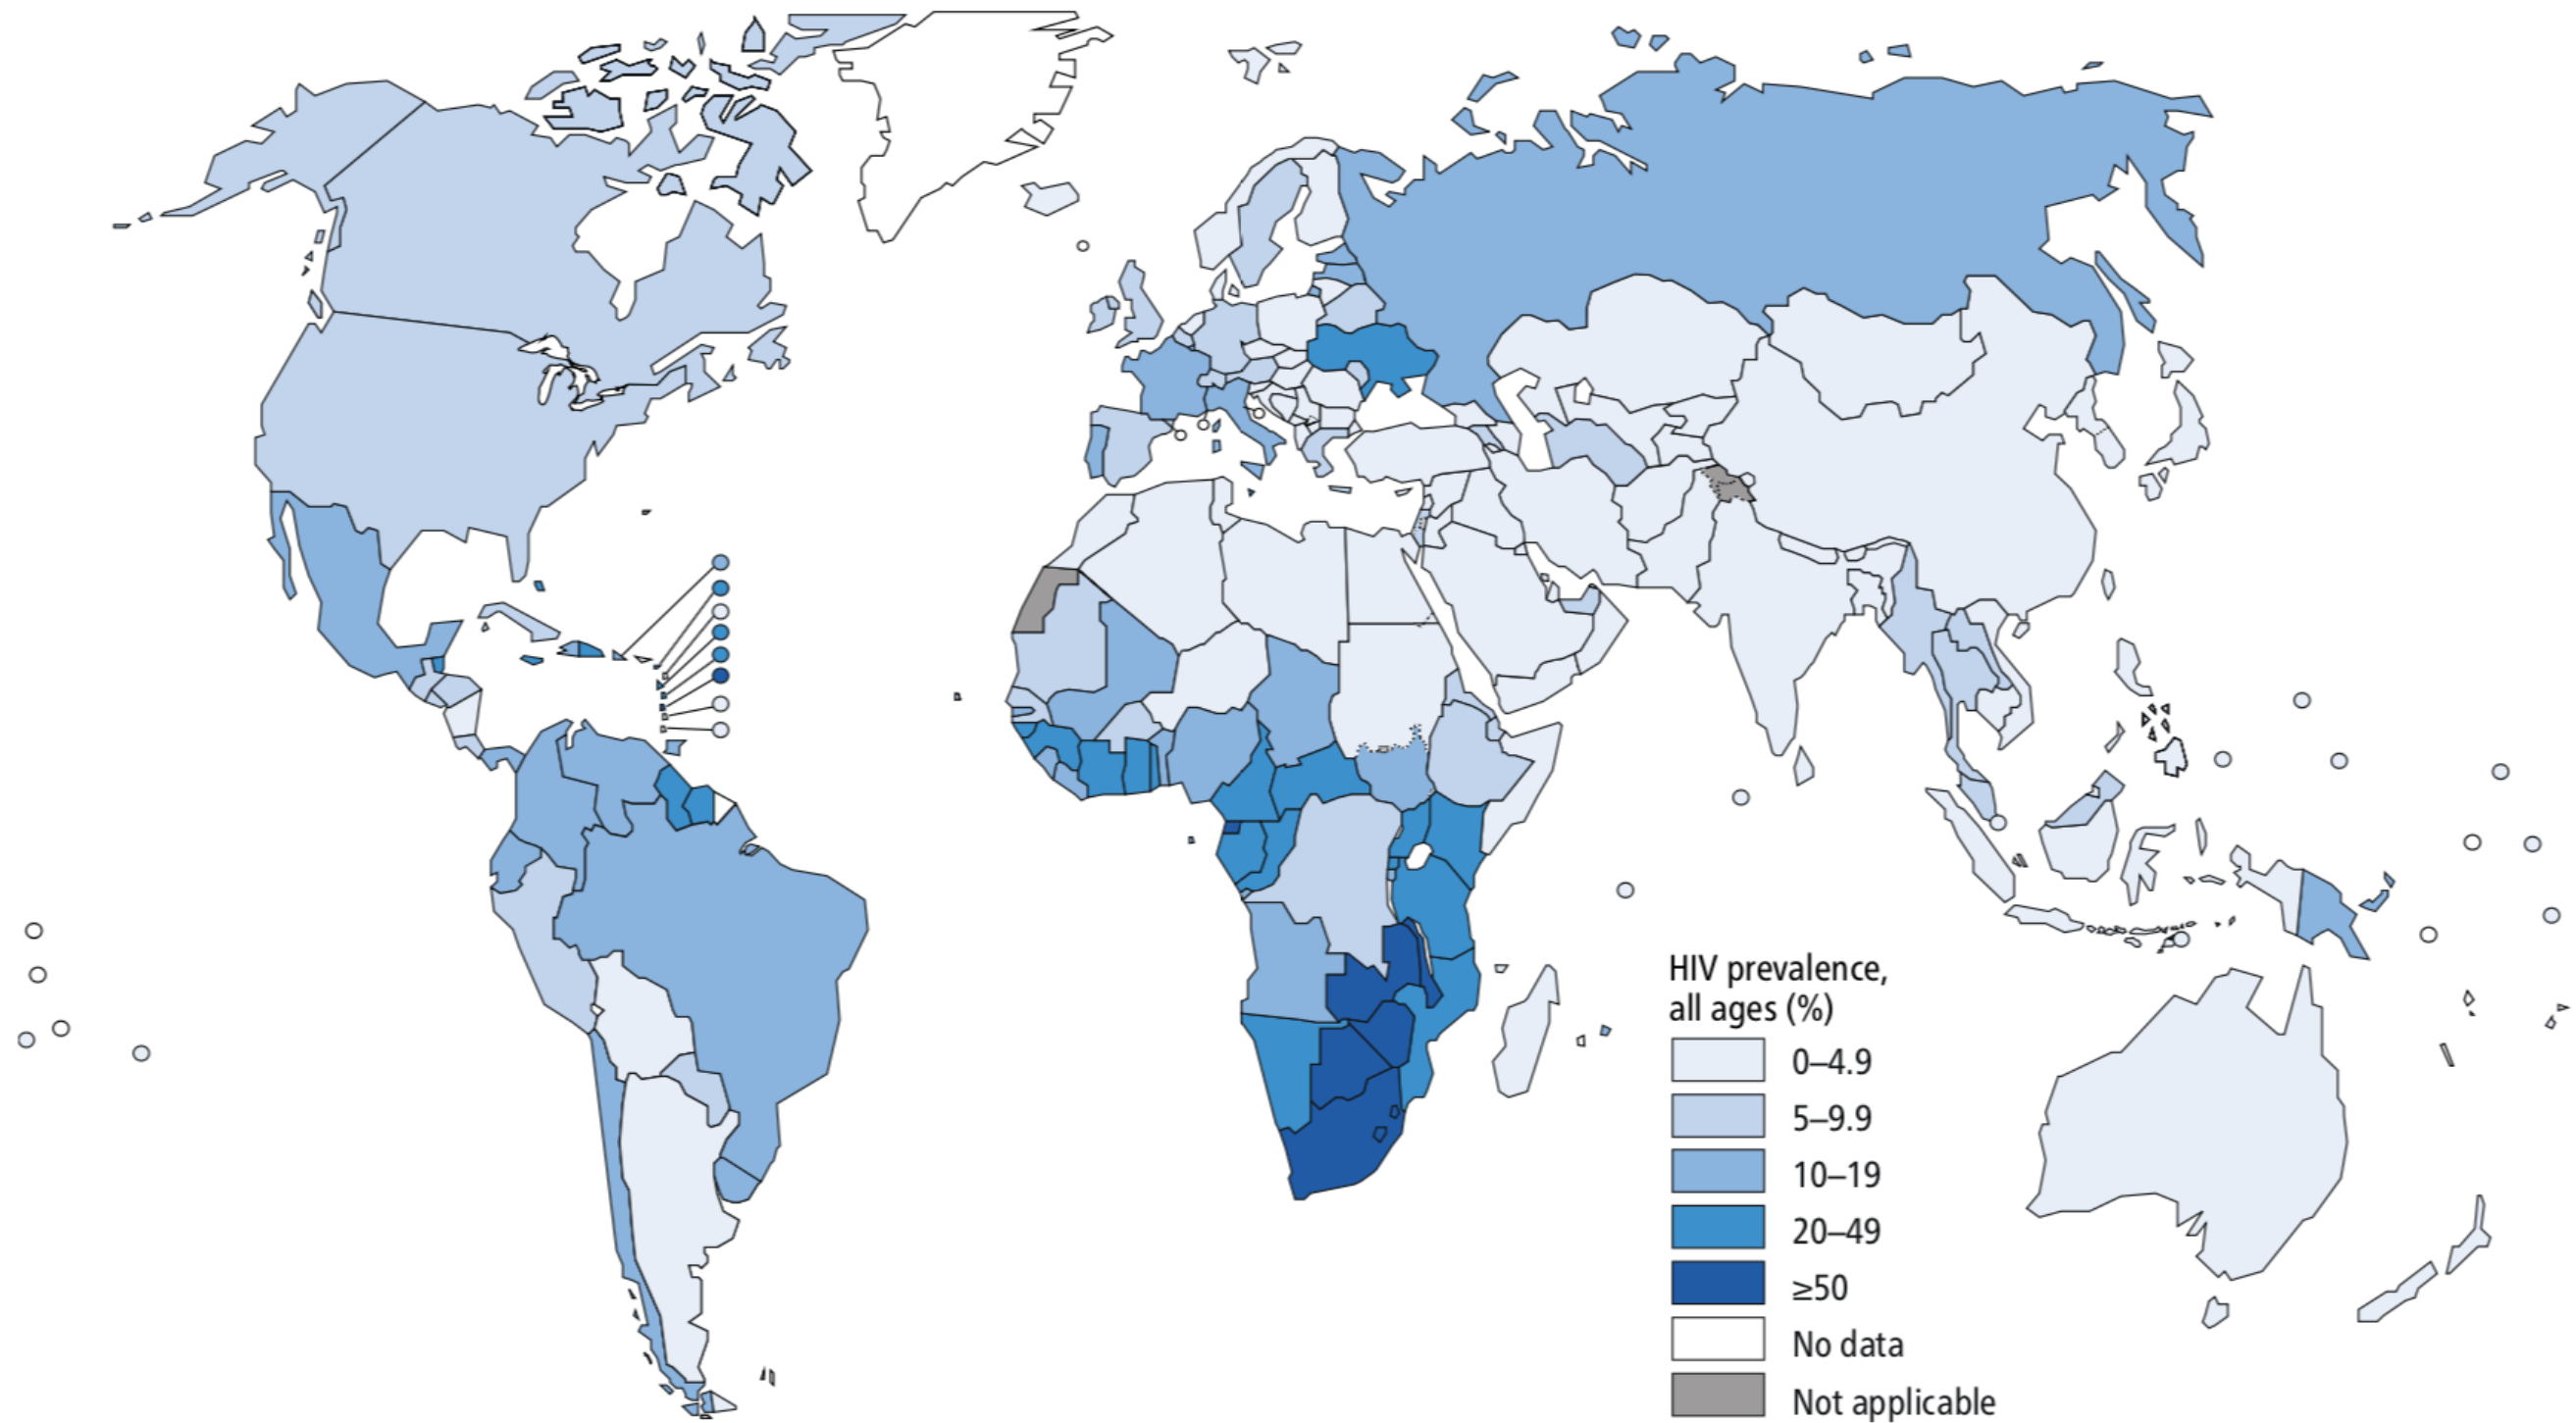 HIV prevalence,
all ages (%)
0–4.9
5–9.9
10–19
20–49
≥50
No data
Not applicable